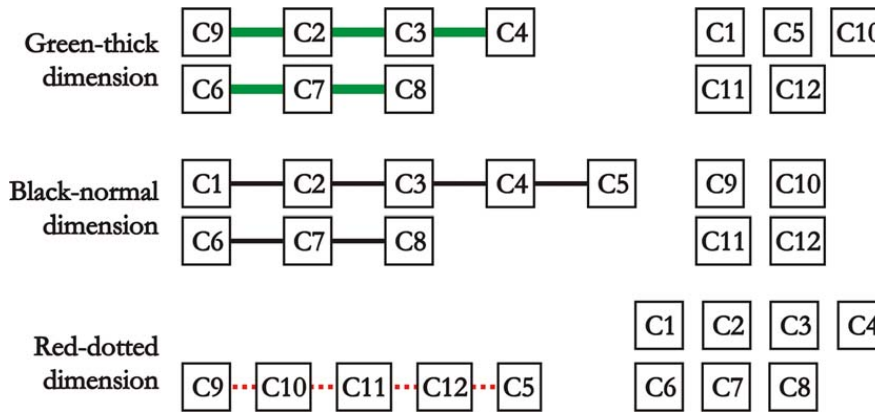 Green-thick dimension
C9 C2 C3 C4 C1 C5 C10
C6 C7 C8 C11 C12
Black-normal dimension
C1 C2 C3 C4 C5 C9 C10
C6 C7 C8 C11 C12
Red-dotted dimension
C1 C2 C3 C4
C9 C10 C11 C12 C5 C6 C7 C8